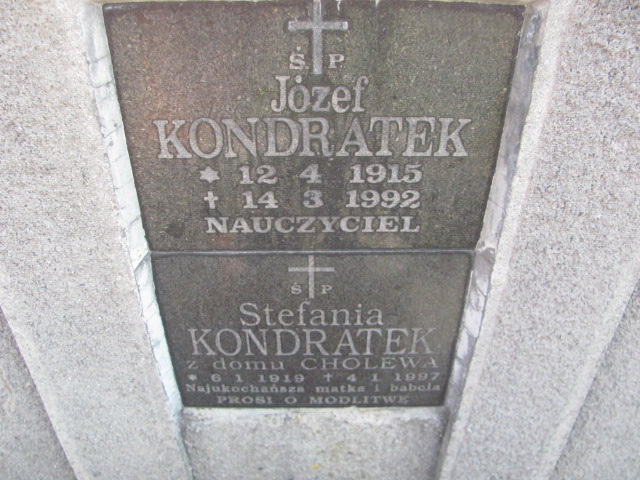 Ś P
Józef
KONDRATEK
* 12 4 1915
† 14 3 1992
NAUCZYCIEL
Ś P
Stefania
KONDRATEK
z domu CHOLEWA
* 6 1 1919 † 4 1 1997
Najukochańsza matka i babcia
PROSI O MODLITWĘ